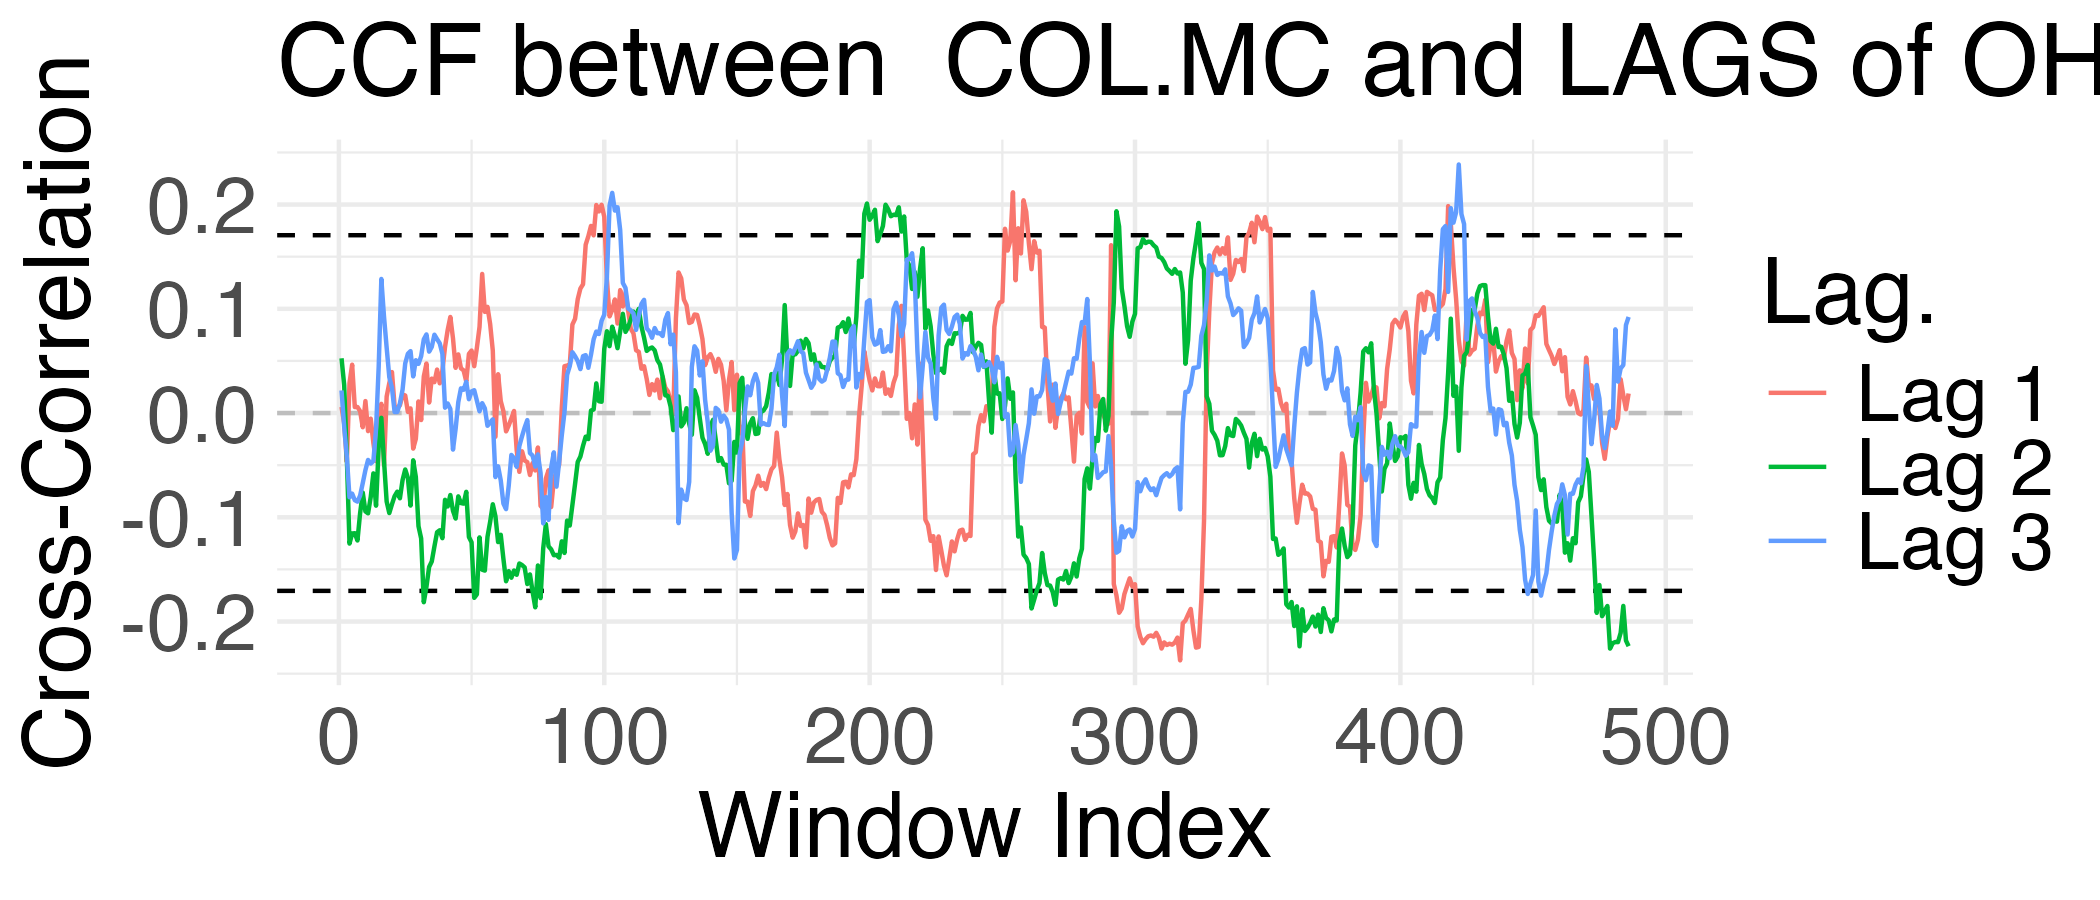 CCF between  COL.MC and LAGS of OH
Cross-Correlation
0.2
0.1
0.0
-0.1
-0.2
0
100
200
300
400
500
Window Index
Lag.
Lag 1
Lag 2
Lag 3